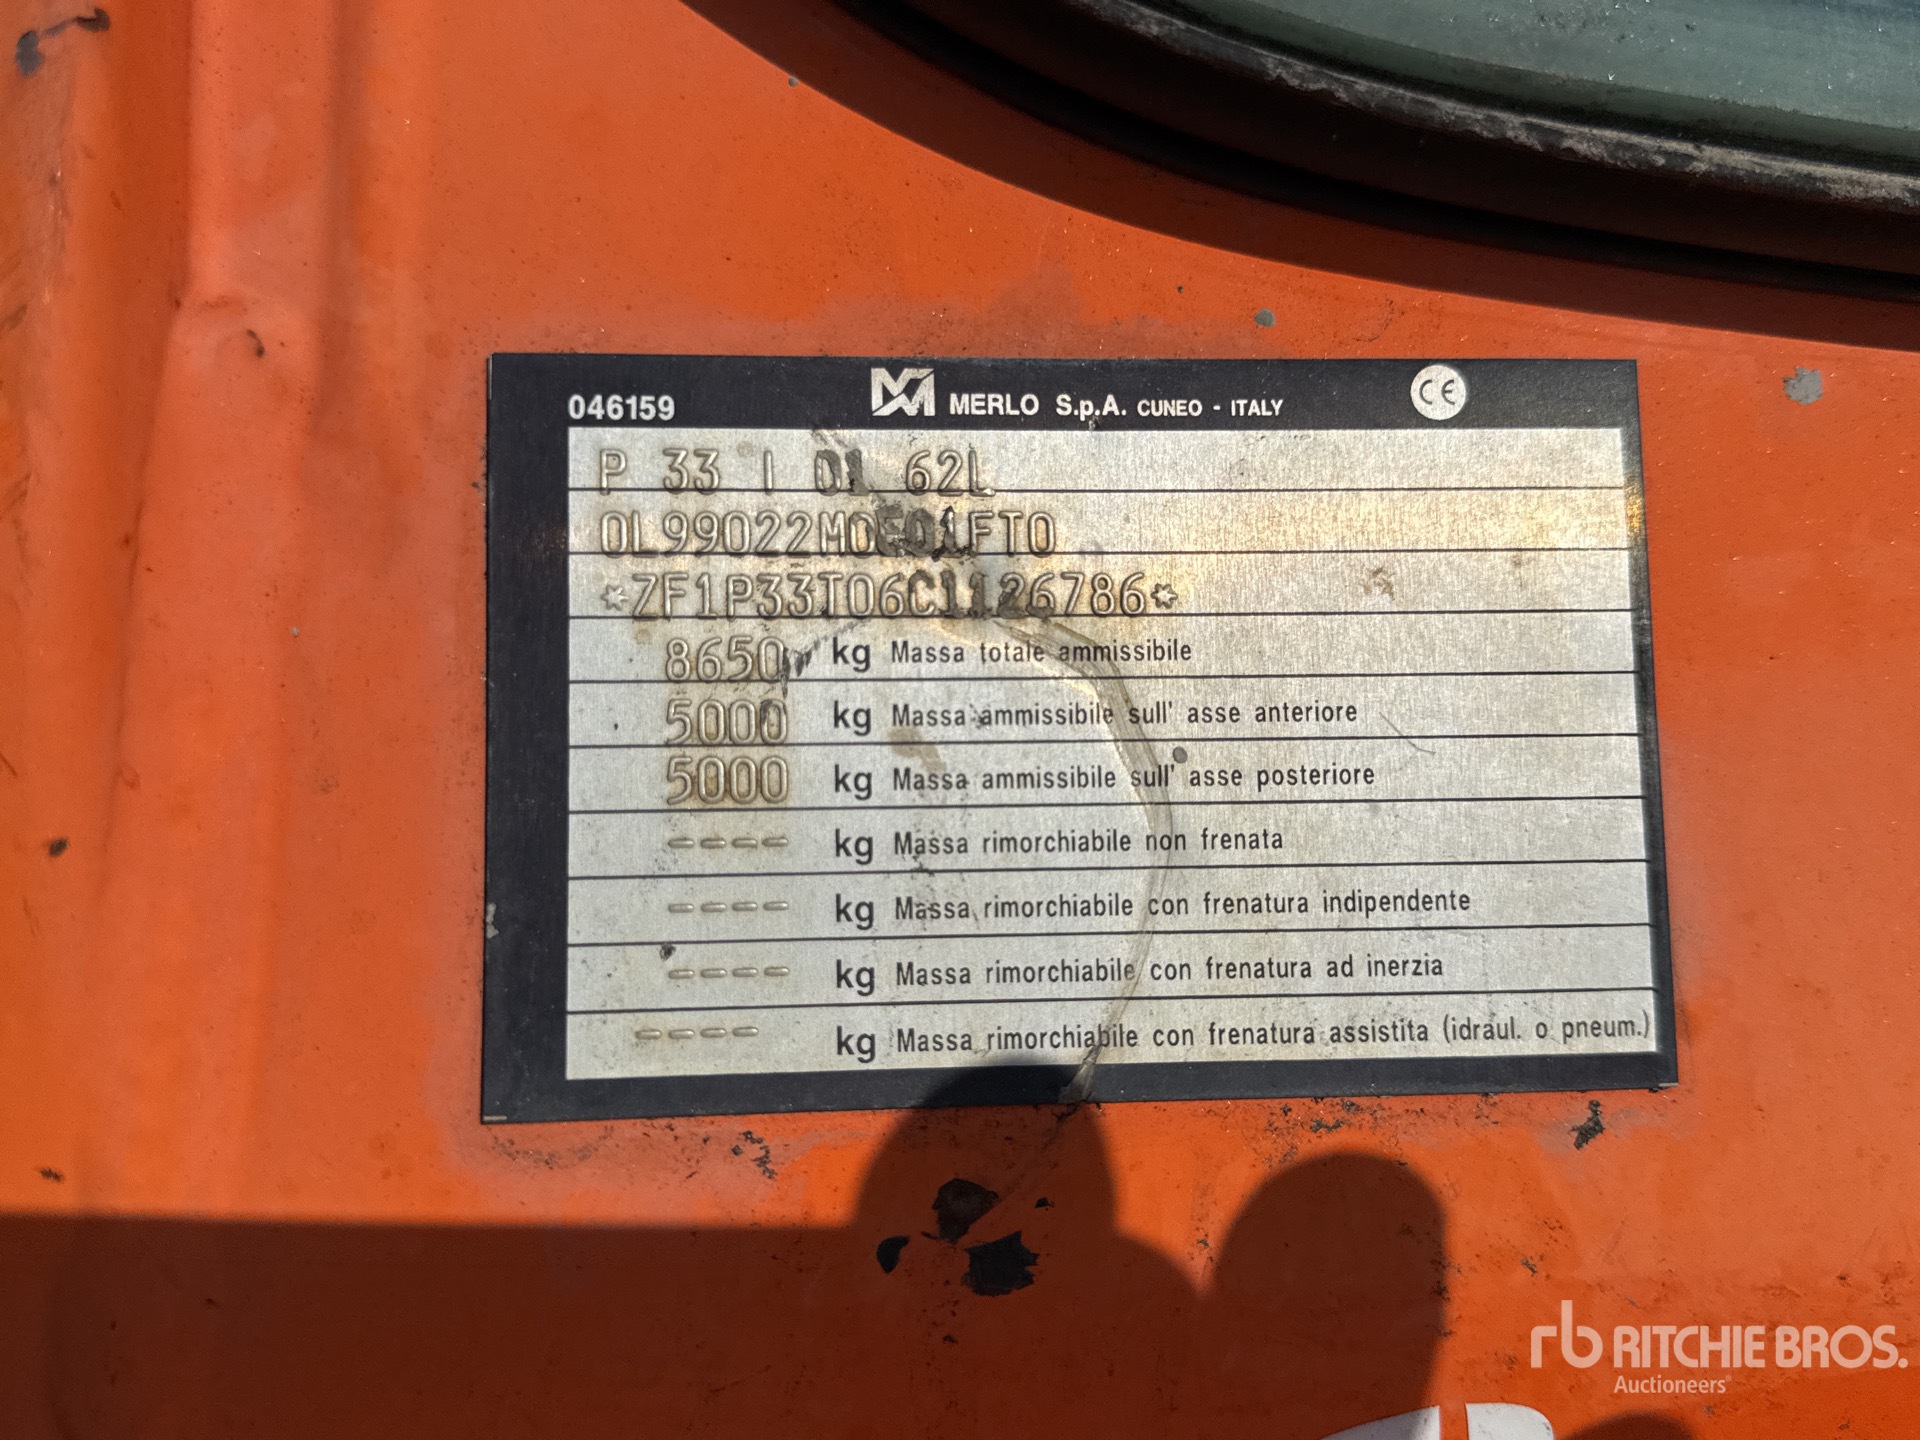 046159 MERLO S.p.A. CUNEO - ITALY CE
P 33 I 62L
*ZF1P33T06C1126786*
8650 kg Massa totale ammissibile
5000 kg Massa ammissibile sull' asse anteriore
5000 kg Massa ammissibile sull' asse posteriore
---- kg Massa rimorchiabile non frenata
---- kg Massa rimorchiabile con frenatura indipendente
---- kg Massa rimorchiabile con frenatura ad inerzia
---- kg Massa rimorchiabile con frenatura assistita (idraul. o pneum.)
rb RITCHIE BROS.
Auctioneers